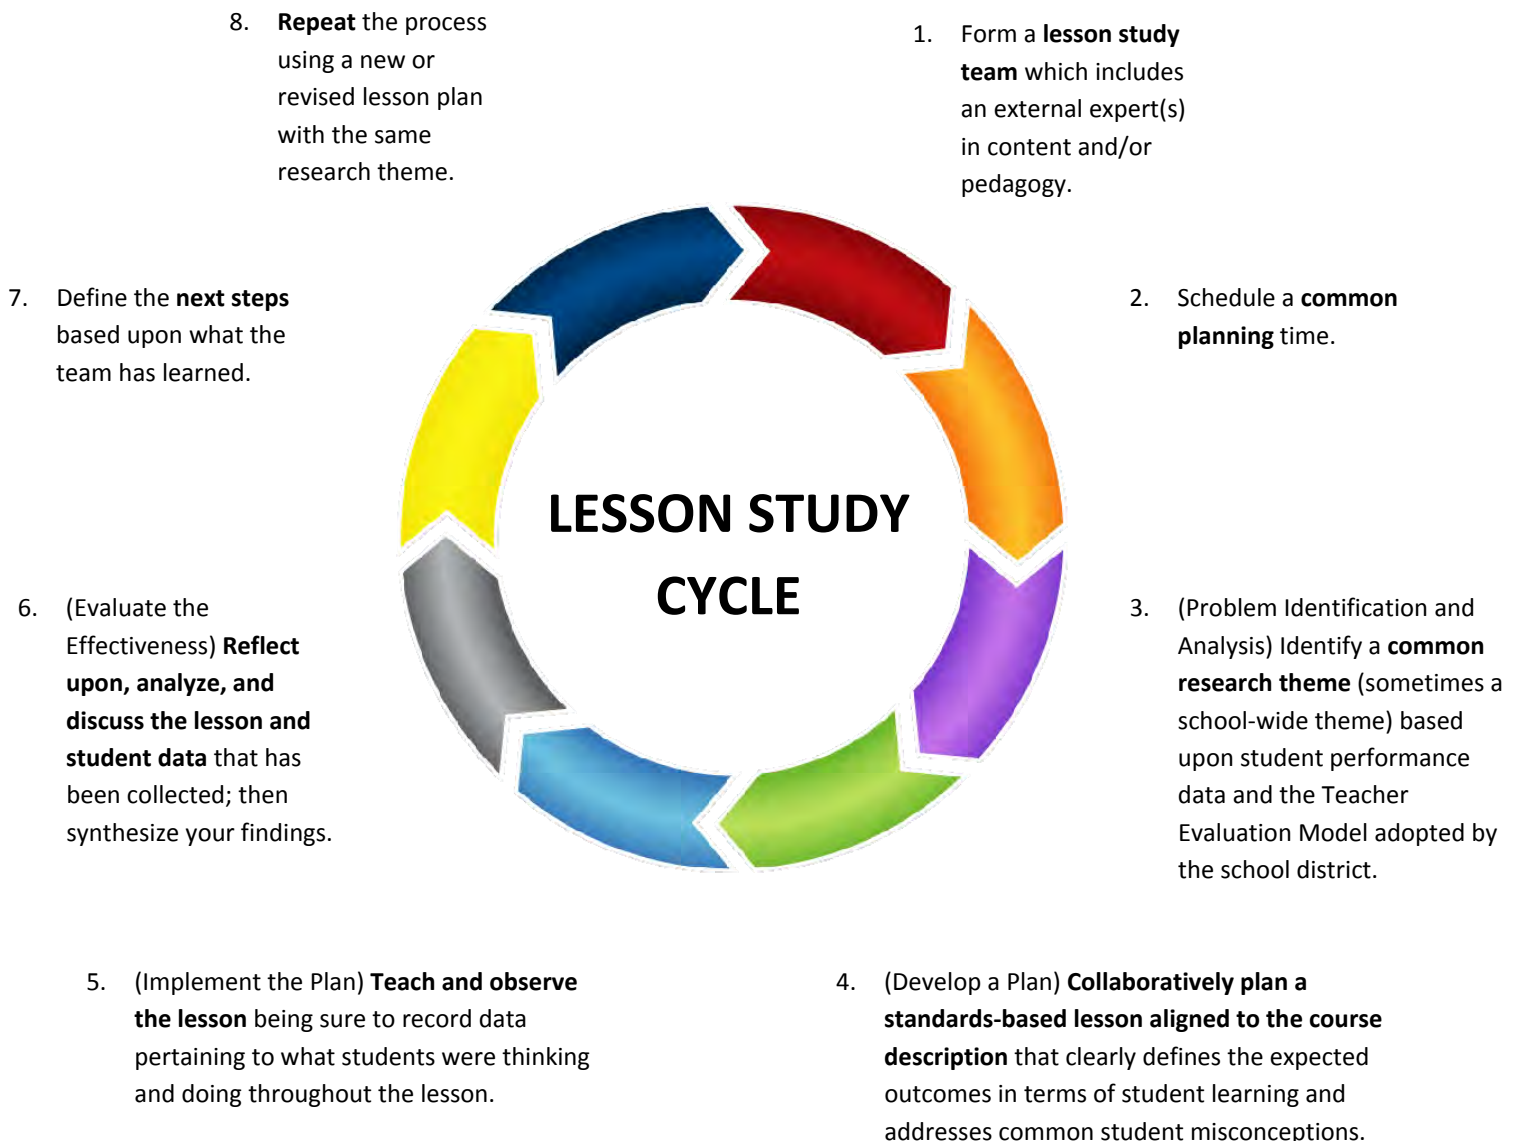 8. Repeat the process
using a new or
revised lesson plan
with the same
research theme.
1. Form a lesson study
team which includes
an external expert(s)
in content and/or
pedagogy.
7. Define the next steps
based upon what the
team has learned.
2. Schedule a common
planning time.
LESSON STUDY
CYCLE
6. (Evaluate the
Effectiveness) Reflect
upon, analyze, and
discuss the lesson and
student data that has
been collected; then
synthesize your findings.
3. (Problem Identification and
Analysis) Identify a common
research theme (sometimes a
school-wide theme) based
upon student performance
data and the Teacher
Evaluation Model adopted by
the school district.
5. (Implement the Plan) Teach and observe
the lesson being sure to record data
pertaining to what students were thinking
and doing throughout the lesson.
4. (Develop a Plan) Collaboratively plan a
standards-based lesson aligned to the course
description that clearly defines the expected
outcomes in terms of student learning and
addresses common student misconceptions.